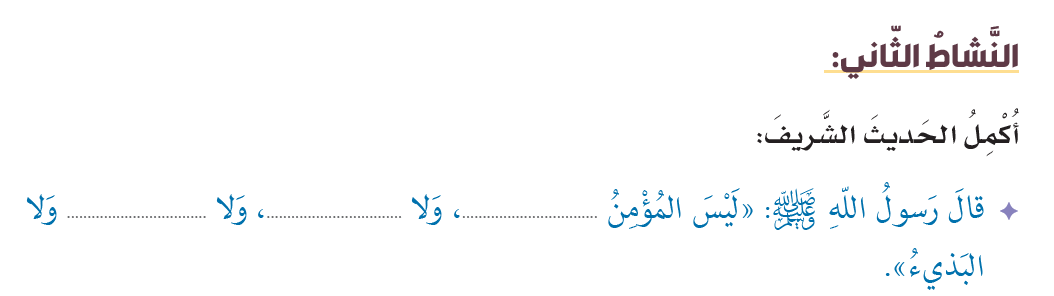 النَّشاطُ الثّاني:
أُكْمِلُ الحَديثَ الشَّريفَ:
✦ قالَ رَسولُ اللّهِ ﷺ: «لَيْسَ المُؤْمِنُ ................................، وَلا ................................، وَلا ................................ وَلا
البَذيءُ».